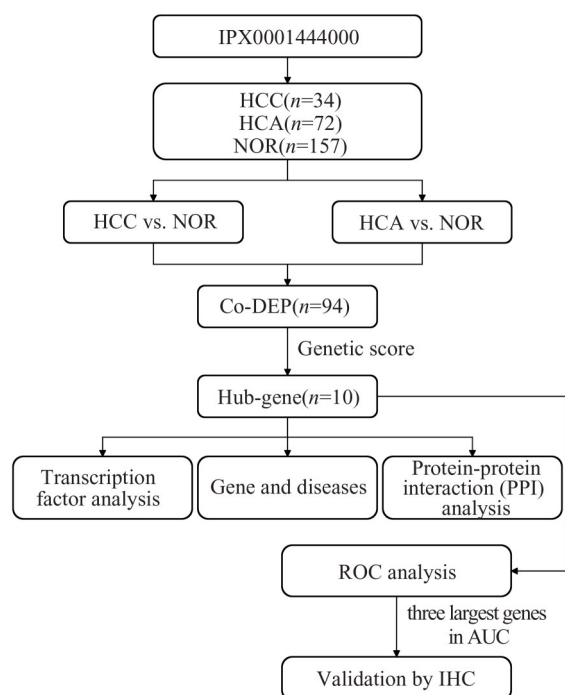 IPX0001444000
HCC(n=34)
HCA(n=72)
NOR(n=157)
HCC vs. NOR
HCA vs. NOR
Co-DEP(n=94)
Genetic score
Hub-gene(n=10)
Transcription
factor analysis
Gene and diseases
Protein-protein
interaction (PPI)
analysis
ROC analysis
three largest genes
in AUC
Validation by IHC